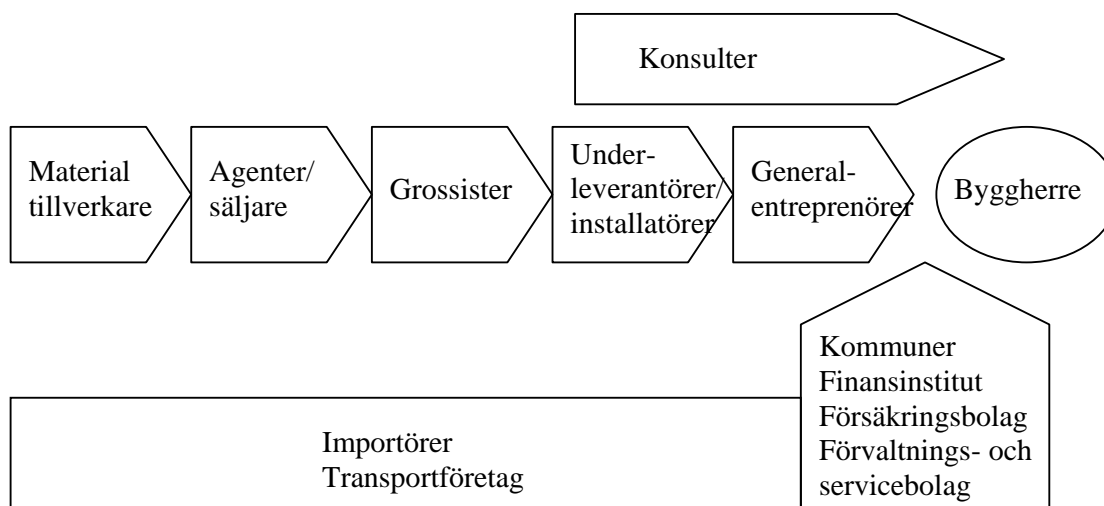 Konsulter
Material
tillverkare
Agenter/
säljare
Grossister
Under-
leverantörer/
installatörer
General-
entreprenörer
Byggherre
Kommuner
Finansinstitut
Försäkringsbolag
Förvaltnings- och
servicebolag
Importörer
Transportföretag